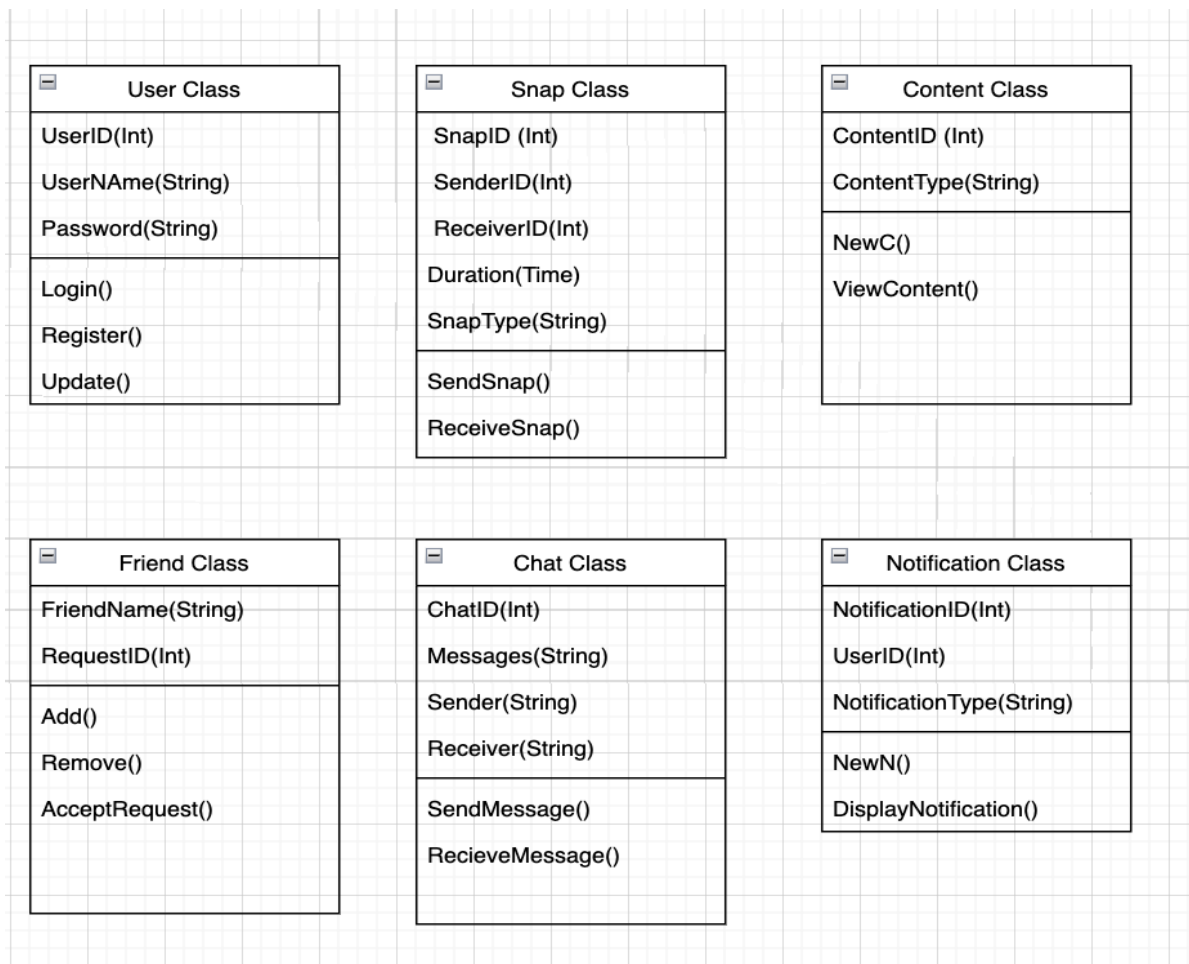 User Class
UserID(Int)
UserNAme(String)
Password(String)
Login()
Register()
Update()
Snap Class
SnapID (Int)
SenderID(Int)
ReceiverID(Int)
Duration(Time)
SnapType(String)
SendSnap()
ReceiveSnap()
Content Class
ContentID (Int)
ContentType(String)
NewC()
ViewContent()
Friend Class
FriendName(String)
RequestID(Int)
Add()
Remove()
AcceptRequest()
Chat Class
ChatID(Int)
Messages(String)
Sender(String)
Receiver(String)
SendMessage()
RecieveMessage()
Notification Class
NotificationID(Int)
UserID(Int)
NotificationType(String)
NewN()
DisplayNotification()